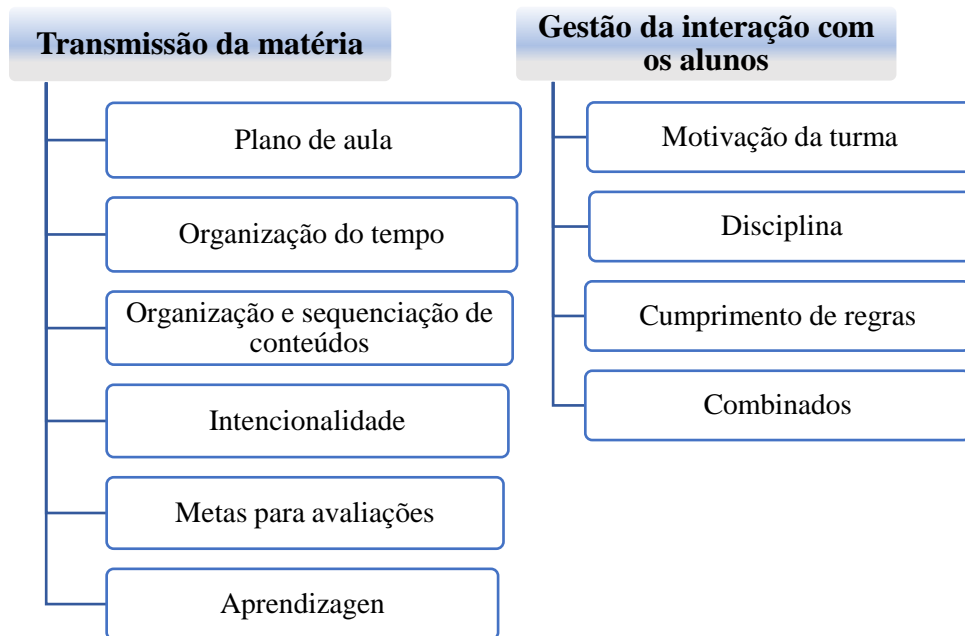 Transmissão da matéria
Plano de aula
Organização do tempo
Organização e sequenciação de
conteúdos
Intencionalidade
Metas para avaliações
Aprendizagen
Gestão da interação com
os alunos
Motivação da turma
Disciplina
Cumprimento de regras
Combinados